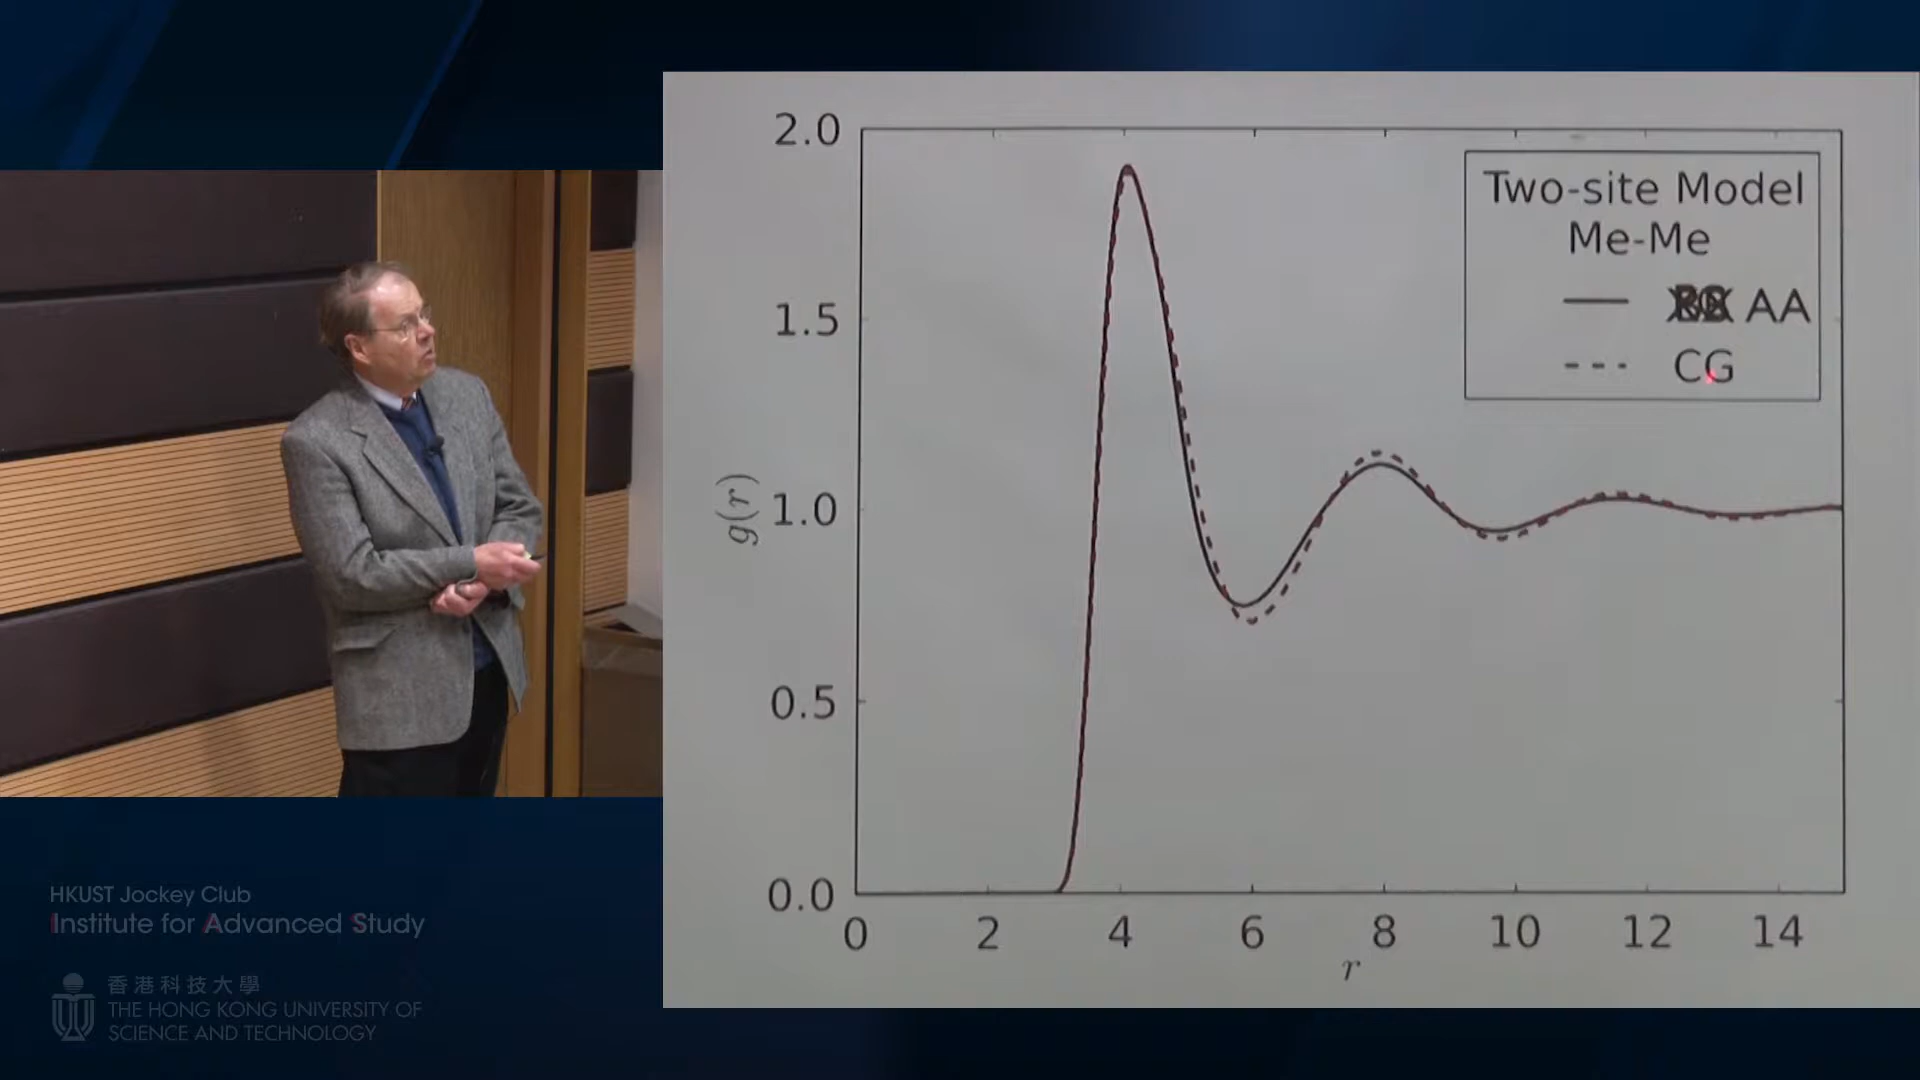 2.0
1.5
1.0
0.5
0.0
g(r)
0 2 4 6 8 10 12 14
r
Two-site Model
Me-Me
AA
CG
HKUST Jockey Club
Institute for Advanced Study
香港科技大學
THE HONG KONG UNIVERSITY OF
SCIENCE AND TECHNOLOGY